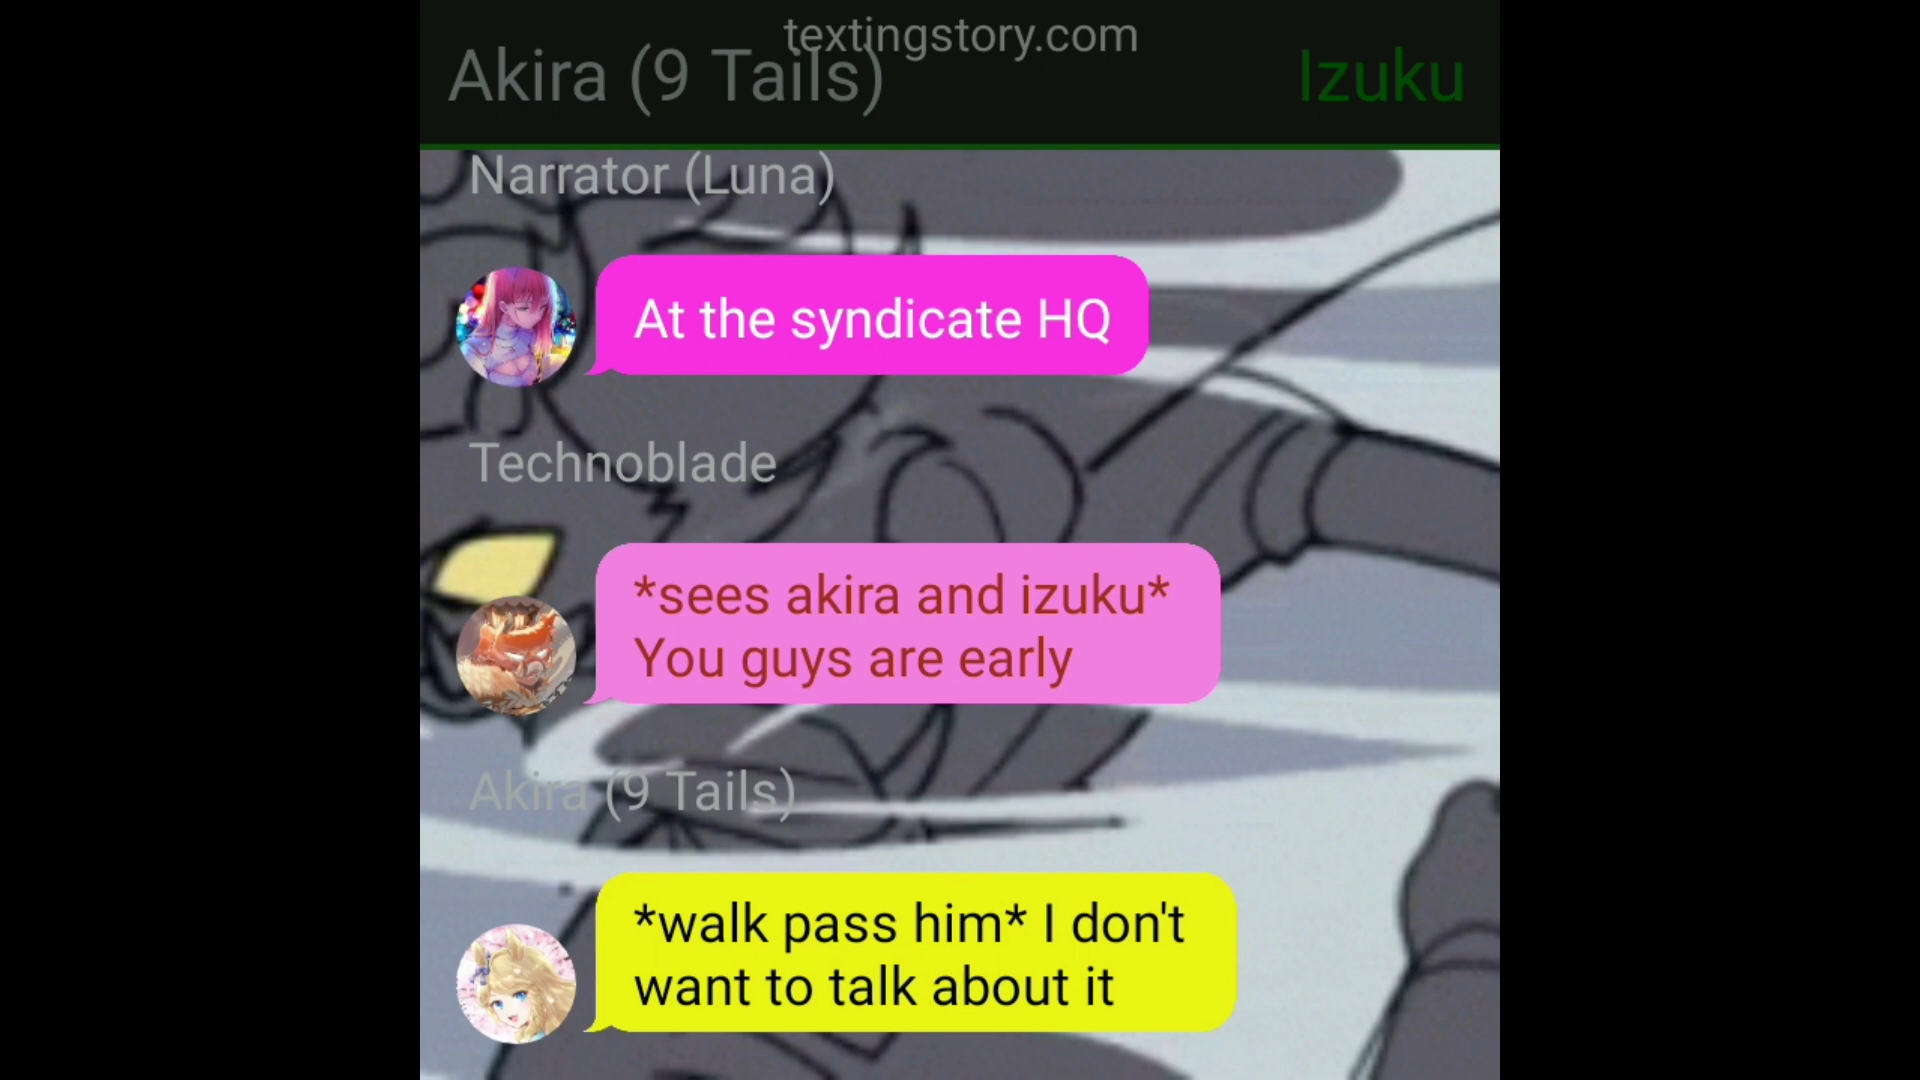 textingstory.com
Akira (9 Tails)
Izuku
Narrator (Luna)
At the syndicate HQ
Technoblade
*sees akira and izuku*
You guys are early
Akira (9 Tails)
*walk pass him* I don't
want to talk about it